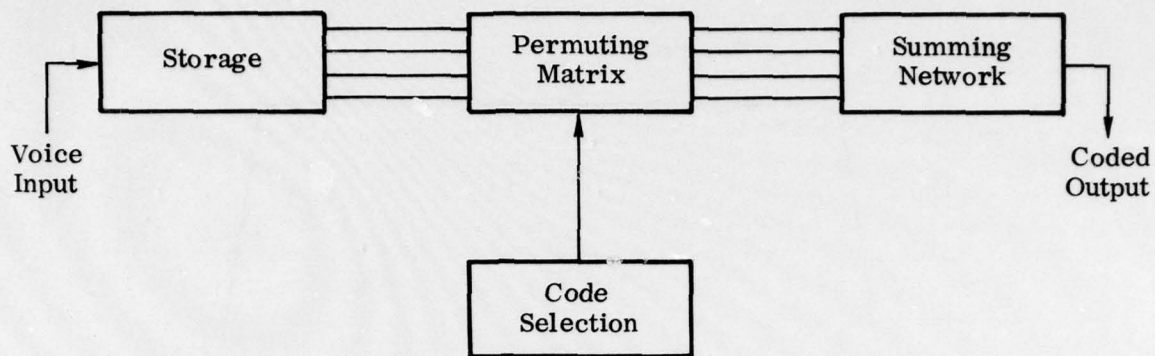 Storage
Permuting
Matrix
Summing
Network
Voice
Input
Coded
Output
Code
Selection